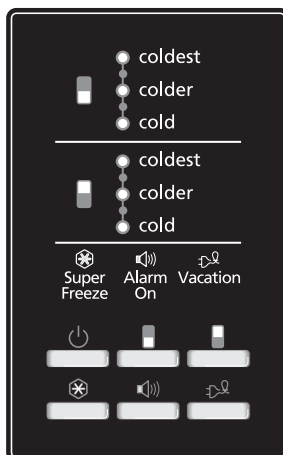 coldest
colder
cold
coldest
colder
cold
Super Freeze
Alarm On
Vacation